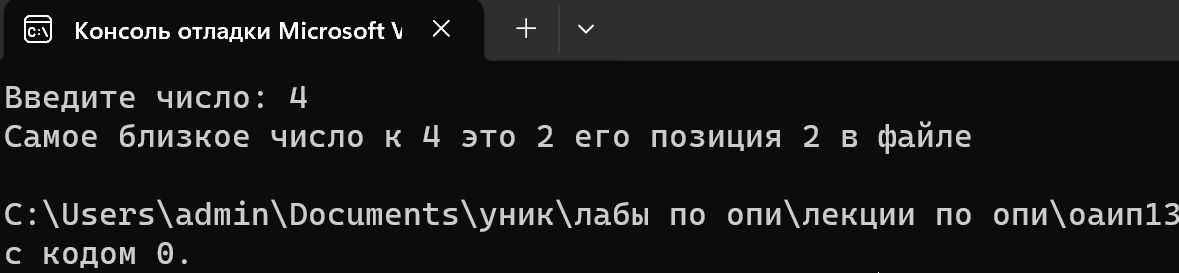 Консоль отладки Microsoft V
Введите число: 4
Самое близкое число к 4 это 2 его позиция 2 в файле
C:\Users\admin\Documents\уник\лабы по опи\лекции по опи\оаип13
с кодом 0.